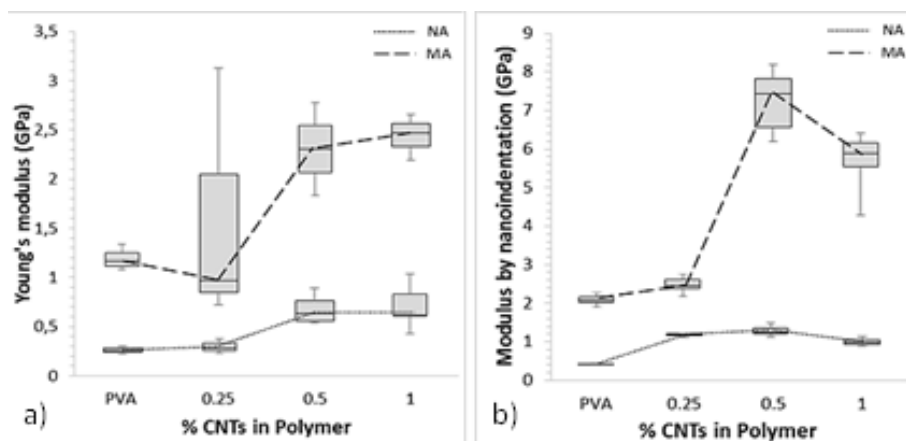 3,5
3
2,5
2
1,5
1
0,5
0
Young's modulus (GPa)
NA
MA
PVA 0.25 0.5 1
% CNTs in Polymer
a)
9
8
7
6
5
4
3
2
1
0
Modulus by nanoindentation (GPa)
NA
MA
PVA 0.25 0.5 1
% CNTs in Polymer
b)